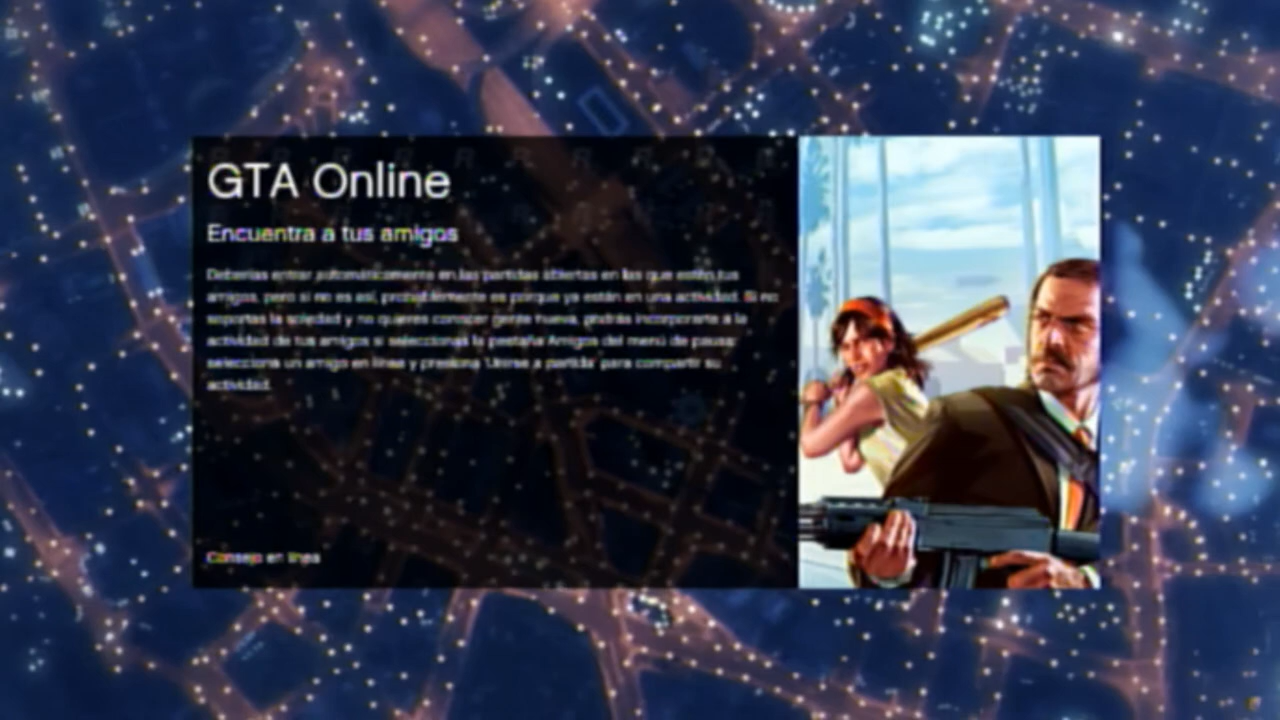 GTA Online
Encuentra a tus amigos
Deberías entrar automáticamente en las partidas abiertas en las que estén tus
amigos, pero si no es así, probablemente es porque ya están en una actividad. Si no
soportas la soledad y no quieres conocer gente nueva, podrás incorporarte a la
actividad de tus amigos si seleccionas la pestaña Amigos del menú de pausa:
selecciona un amigo en línea y presiona 'Unirse a partida' para compartir su
actividad.
Consejo en línea